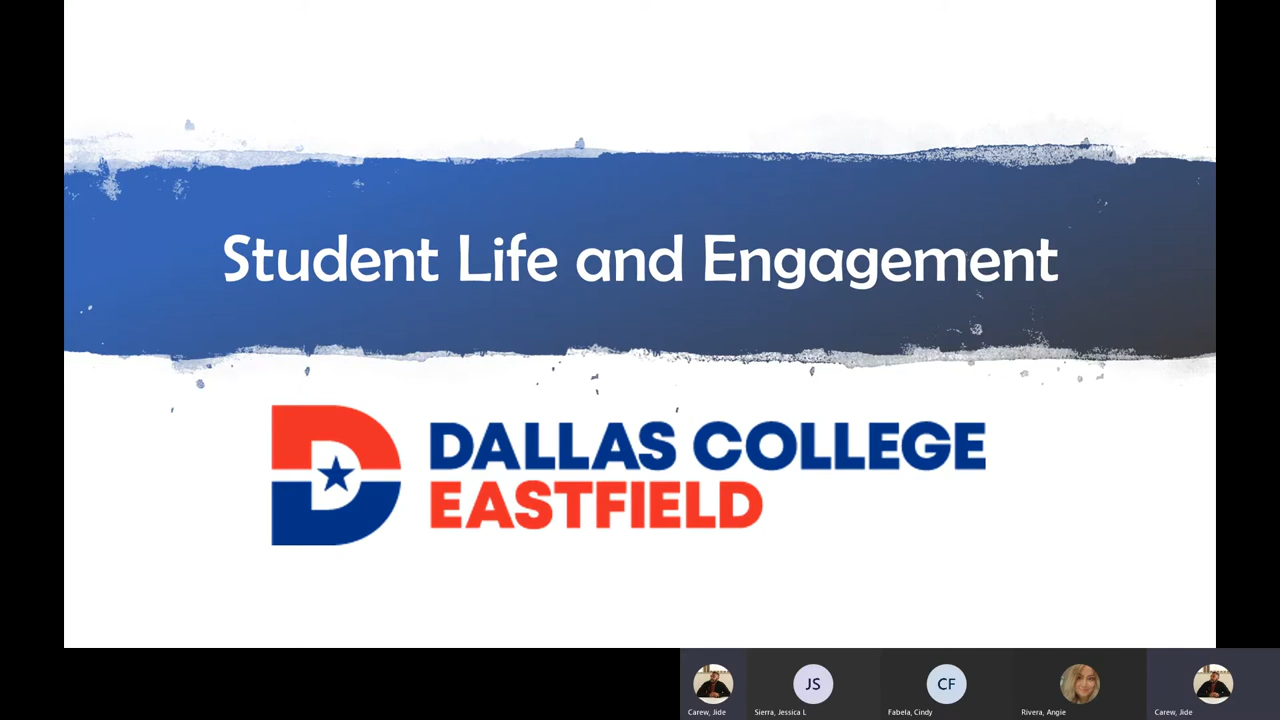 Student Life and Engagement
DALLAS COLLEGE
EASTFIELD
JS
CF
Carew, Jide
Sierra, Jessica L
Fabela, Cindy
Rivera, Angie
Carew, Jide